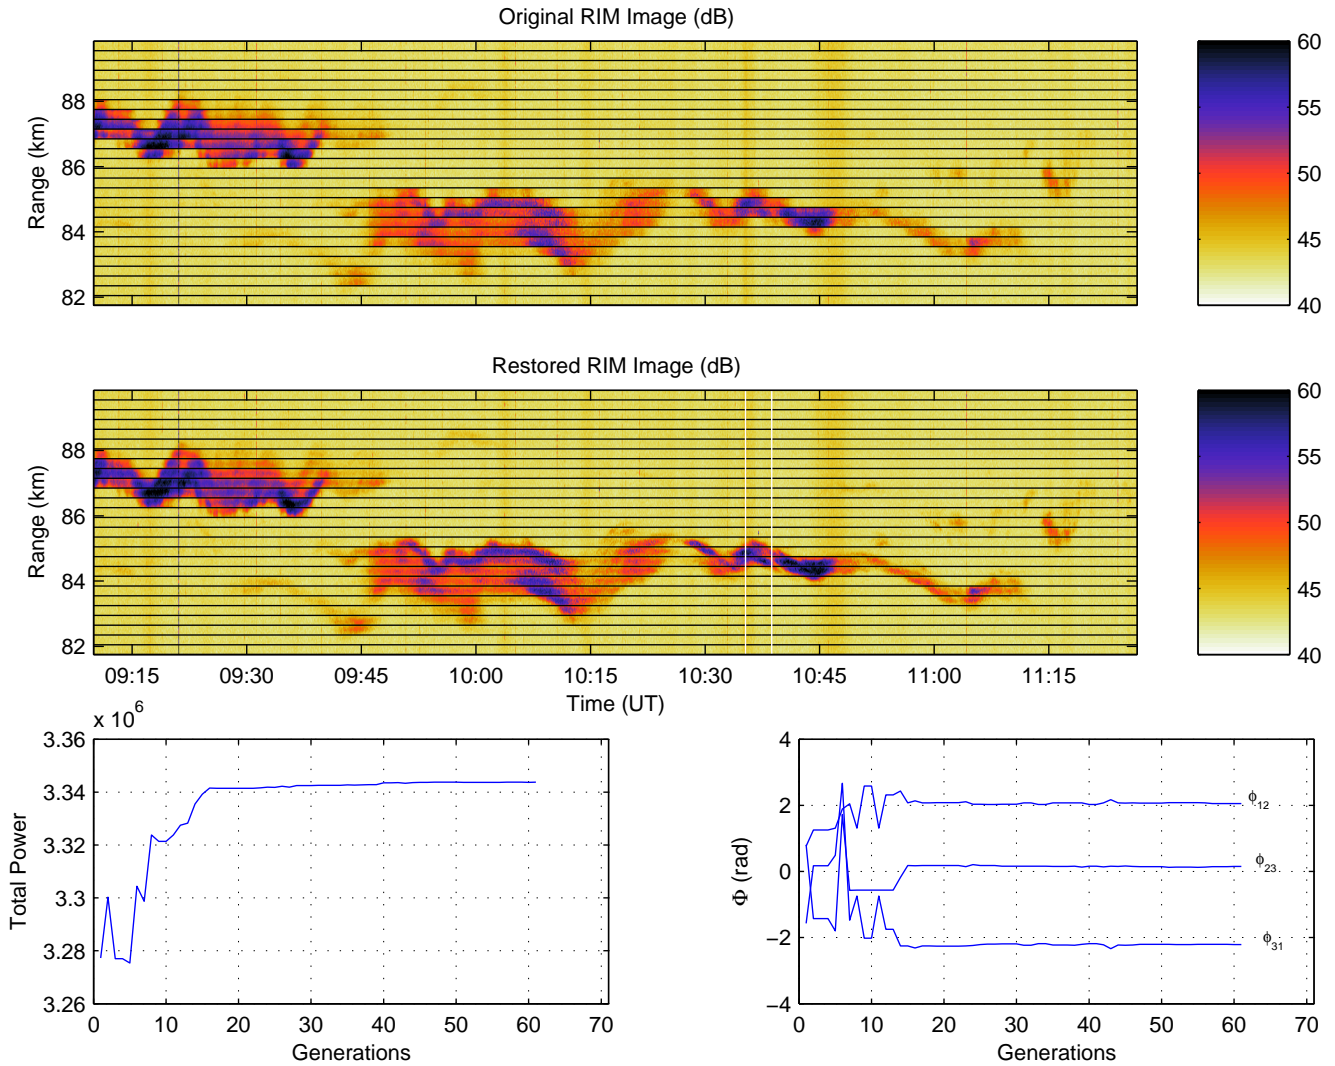 Original RIM Image (dB)
Range (km)
88
86
84
82
60
55
50
45
40
Restored RIM Image (dB)
Range (km)
88
86
84
82
60
55
50
45
40
09:15 09:30 09:45 10:00 10:15 10:30 10:45 11:00 11:15
Time (UT)
x 10^6
Total Power
3.36
3.34
3.32
3.3
3.28
3.26
0 10 20 30 40 50 60 70
Generations
Φ (rad)
4
2
0
−2
−4
ϕ12
ϕ23
ϕ31
0 10 20 30 40 50 60 70
Generations